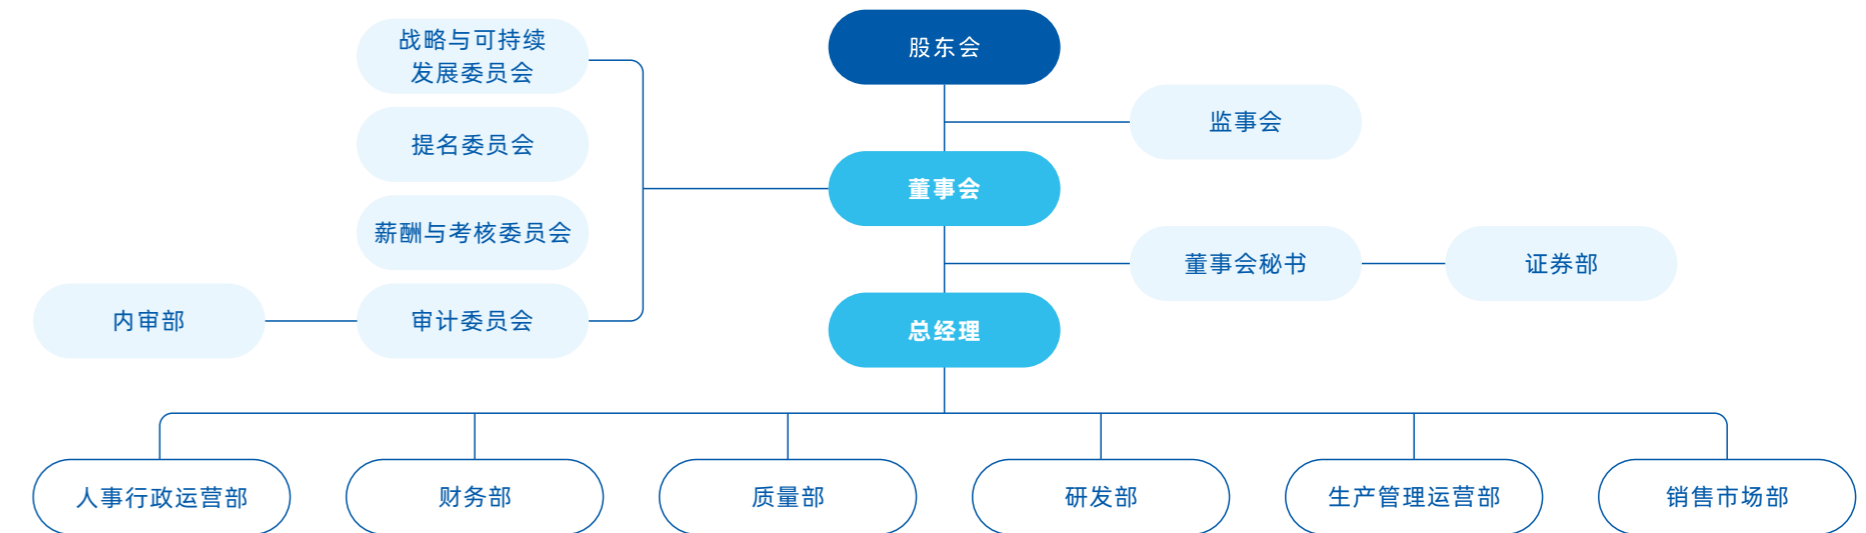 战略与可持续
发展委员会
股东会
监事会
提名委员会
董事会
薪酬与考核委员会
董事会秘书
证券部
内审部
审计委员会
总经理
人事行政运营部
财务部
质量部
研发部
生产管理运营部
销售市场部